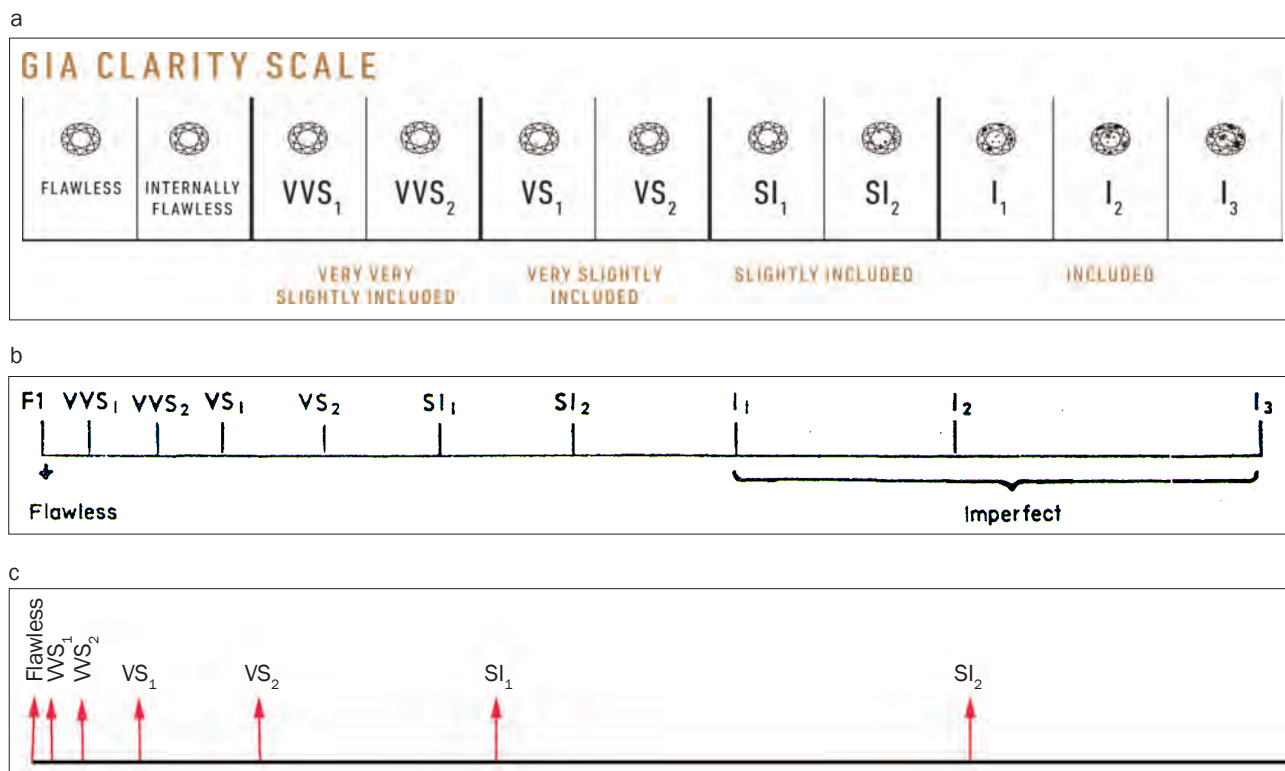 a
GIA CLARITY SCALE
FLAWLESS
INTERNALLY
FLAWLESS
VVS₁
VVS₂
VS₁
VS₂
SI₁
SI₂
I₁
I₂
I₃
VERY VERY
SLIGHTLY INCLUDED
VERY SLIGHTLY
INCLUDED
SLIGHTLY INCLUDED
INCLUDED
b
F1 VVS₁ VVS₂ VS₁ VS₂ SI₁ SI₂ I₁ I₂ I₃
Flawless
Imperfect
c
Flawless
VVS₁
VVS₂
VS₁
VS₂
SI₁
SI₂